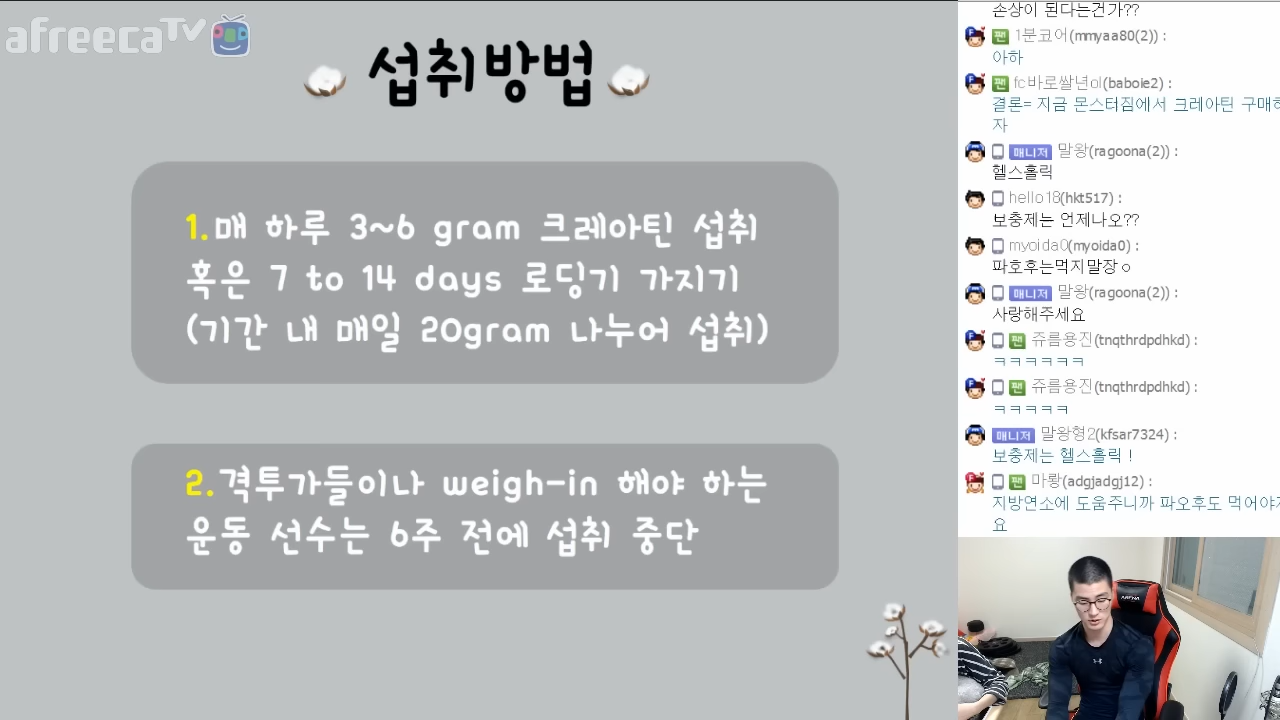 afreecaTV
섭취방법
1.매 하루 3~6 gram 크레아틴 섭취
혹은 7 to 14 days 로딩기 가지기
(기간 내 매일 20gram 나누어 섭취)
2.격투가들이나 weigh-in 해야 하는
운동 선수는 6주 전에 섭취 중단
손상이 된다는건가??
팬 1분코어(mmyaa80(2)) :
아하
팬 fc바로쌀년이(baboie2) :
결론= 지금 몬스터짐에서 크레아틴 구매하
자
매니저 말왕(ragoona(2)) :
헬스홀릭
hello18(hkt517) :
보충제는 언제나오??
myoida0(myoida0) :
파호후는먹지말장ㅇ
매니저 말왕(ragoona(2)) :
사랑해주세요
팬 쥬름용진(tnqthrdpdhkd) :
ㅋㅋㅋㅋㅋㅋ
팬 쥬름용진(tnqthrdpdhkd) :
ㅋㅋㅋㅋㅋ
매니저 말왕형2(kfsar7324) :
보충제는 헬스홀릭 !
팬 마뢍(adgjadgj12) :
지방연소에 도움주니까 파오후도 먹어야
요